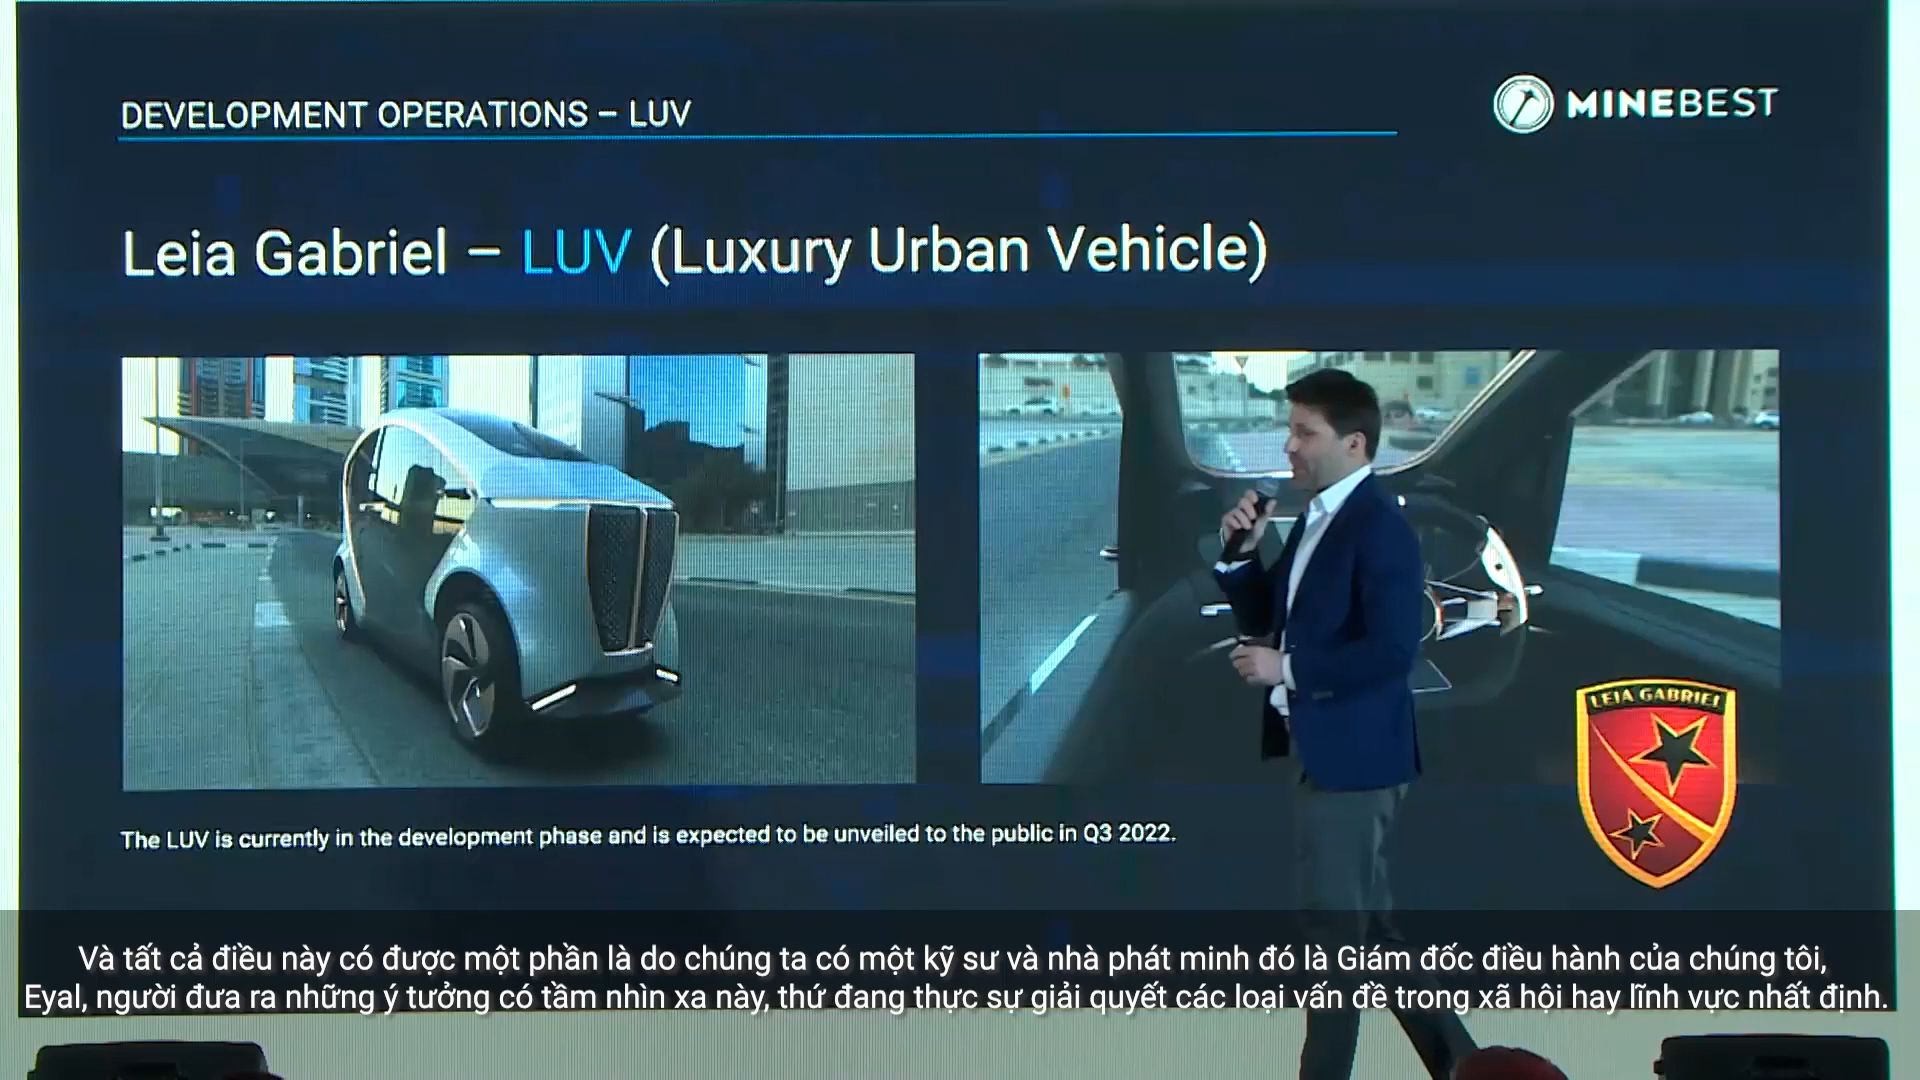 DEVELOPMENT OPERATIONS – LUV
MINEBEST
Leia Gabriel – LUV (Luxury Urban Vehicle)
LEIA GABRIEL
The LUV is currently in the development phase and is expected to be unveiled to the public in Q3 2022.
Và tất cả điều này có được một phần là do chúng ta có một kỹ sư và nhà phát minh đó là Giám đốc điều hành của chúng tôi,
Eyal, người đưa ra những ý tưởng có tầm nhìn xa này, thứ đang thực sự giải quyết các loại vấn đề trong xã hội hay lĩnh vực nhất định.